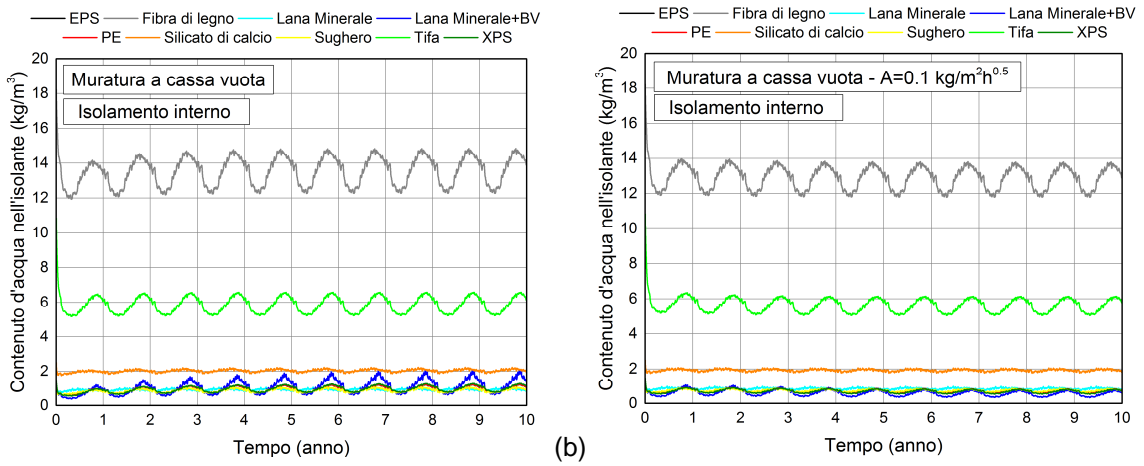 EPS Fibra di legno Lana Minerale Lana Minerale+BV
PE Silicato di calcio Sughero Tifa XPS
Contenuto d'acqua nell'isolante (kg/m³)
20
18
16
14
12
10
8
6
4
2
0
Muratura a cassa vuota
Isolamento interno
0 1 2 3 4 5 6 7 8 9 10
Tempo (anno)
(b)
EPS Fibra di legno Lana Minerale Lana Minerale+BV
PE Silicato di calcio Sughero Tifa XPS
Contenuto d'acqua nell'isolante (kg/m³)
20
18
16
14
12
10
8
6
4
2
0
Muratura a cassa vuota - A=0.1 kg/m²h⁰·⁵
Isolamento interno
0 1 2 3 4 5 6 7 8 9 10
Tempo (anno)